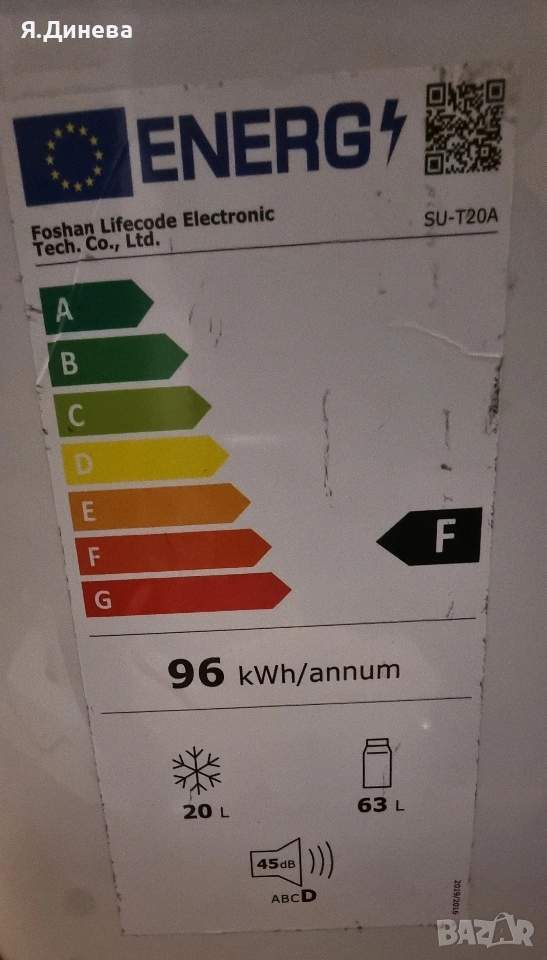 Я.Динева
ENERG
Foshan Lifecode Electronic
Tech. Co., Ltd.
SU-T20A
A
B
C
D
E
F
G
F
96 kWh/annum
20 L
63 L
45dB
ABCD
2019/2016
BAZAR